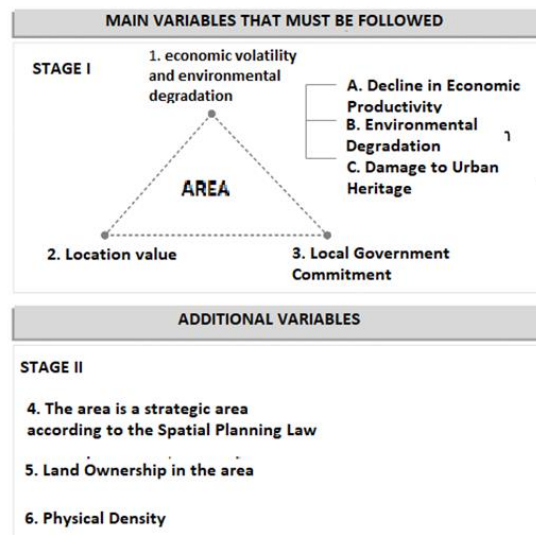 MAIN VARIABLES THAT MUST BE FOLLOWED
STAGE I
1. economic volatility
and environmental
degradation
A. Decline in Economic
Productivity
B. Environmental
Degradation
C. Damage to Urban
Heritage
AREA
2. Location value
3. Local Government
Commitment
ADDITIONAL VARIABLES
STAGE II
4. The area is a strategic area
according to the Spatial Planning Law
5. Land Ownership in the area
6. Physical Density